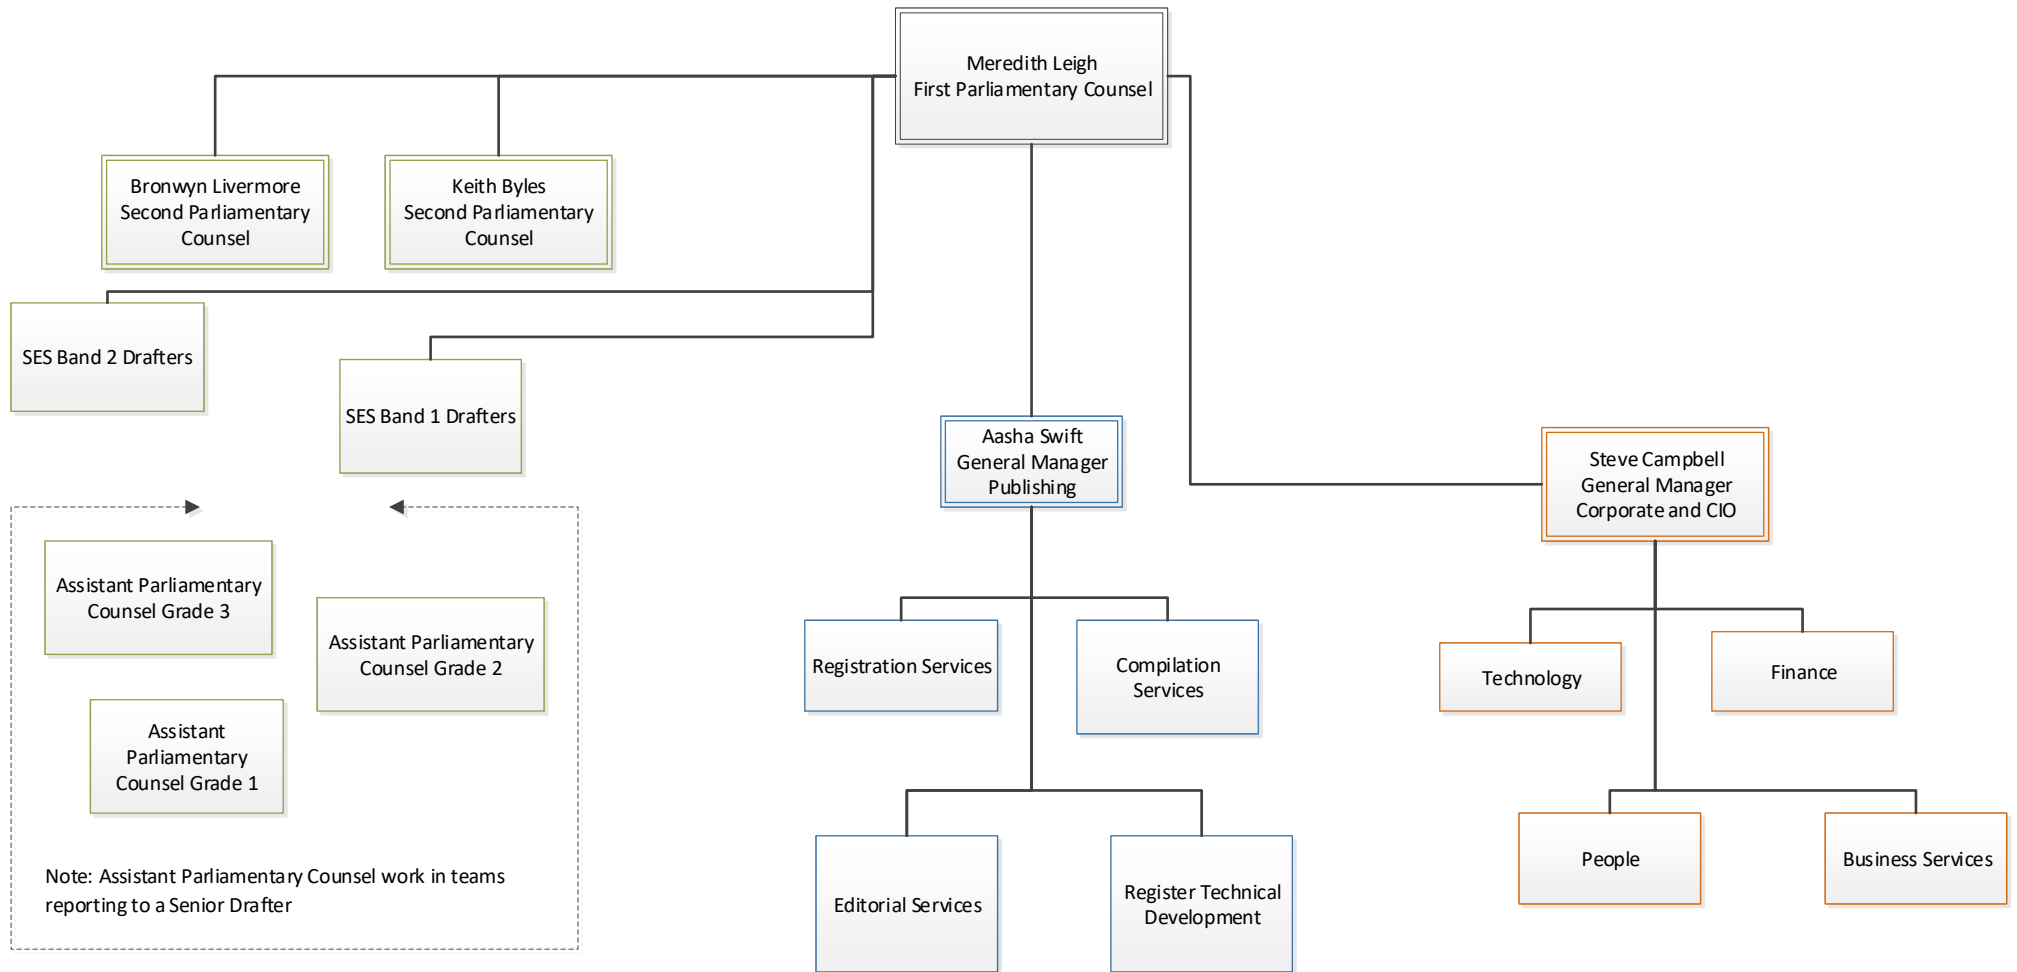 Meredith Leigh
First Parliamentary Counsel
Bronwyn Livermore
Second Parliamentary
Counsel
Keith Byles
Second Parliamentary
Counsel
SES Band 2 Drafters
SES Band 1 Drafters
Aasha Swift
General Manager
Publishing
Steve Campbell
General Manager
Corporate and CIO
Assistant Parliamentary
Counsel Grade 3
Assistant Parliamentary
Counsel Grade 2
Assistant
Parliamentary
Counsel Grade 1
Note: Assistant Parliamentary Counsel work in teams
reporting to a Senior Drafter
Registration Services
Compilation
Services
Editorial Services
Register Technical
Development
Technology
Finance
People
Business Services